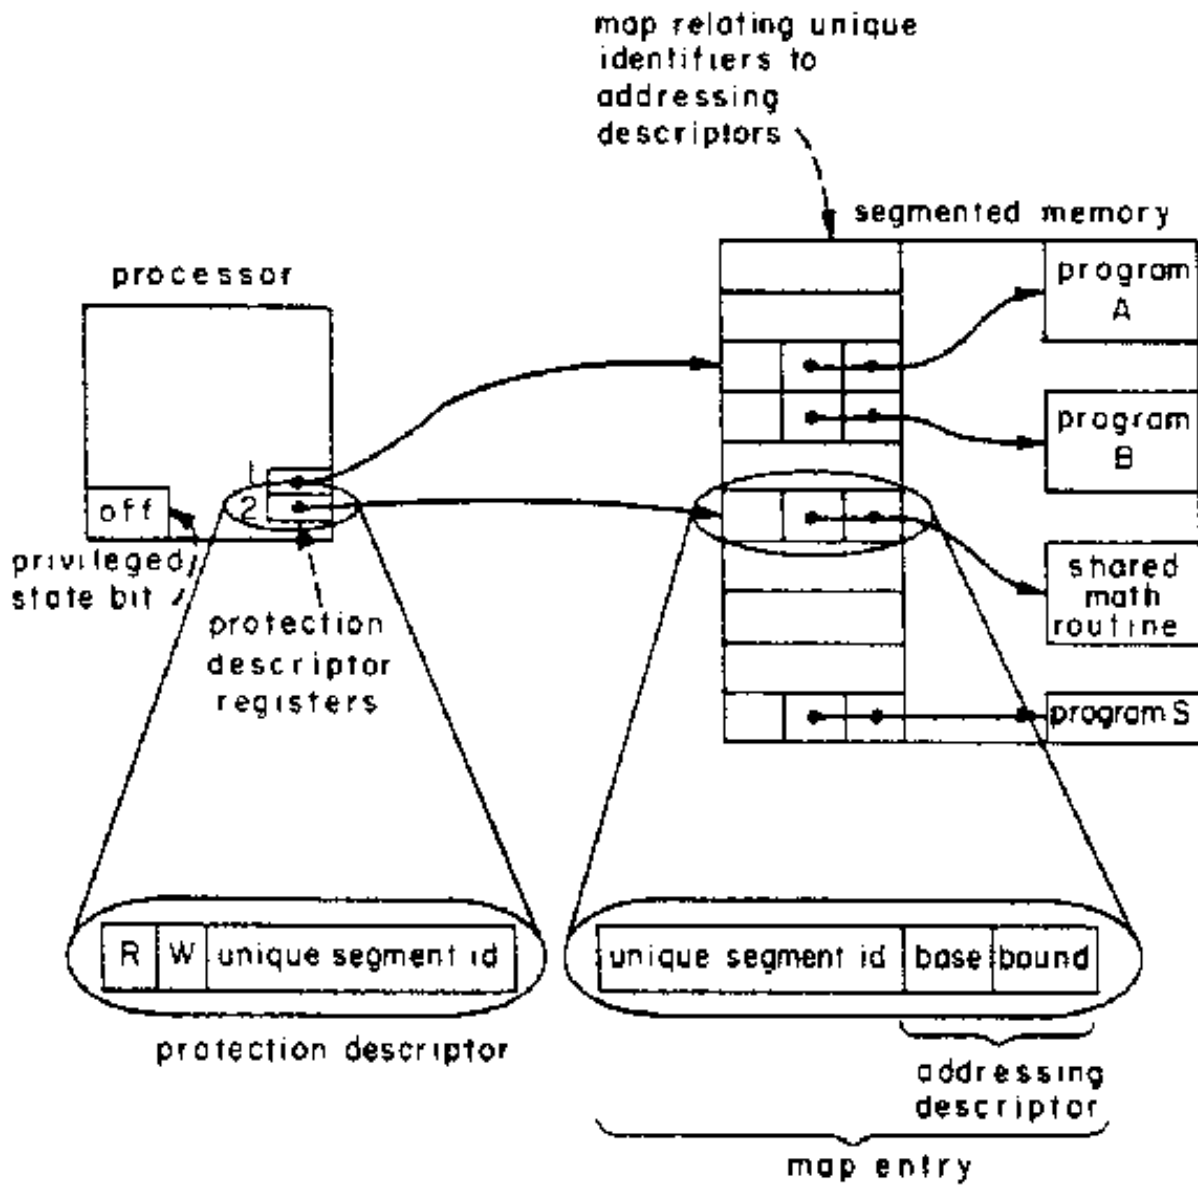 map relating unique
identifiers to
addressing
descriptors
segmented memory
processor
program
A
program
B
1
2
off
privileged
state bit
protection
descriptor
registers
shared
math
routine
program S
R W unique segment id
unique segment id base bound
protection descriptor
addressing
descriptor
map entry